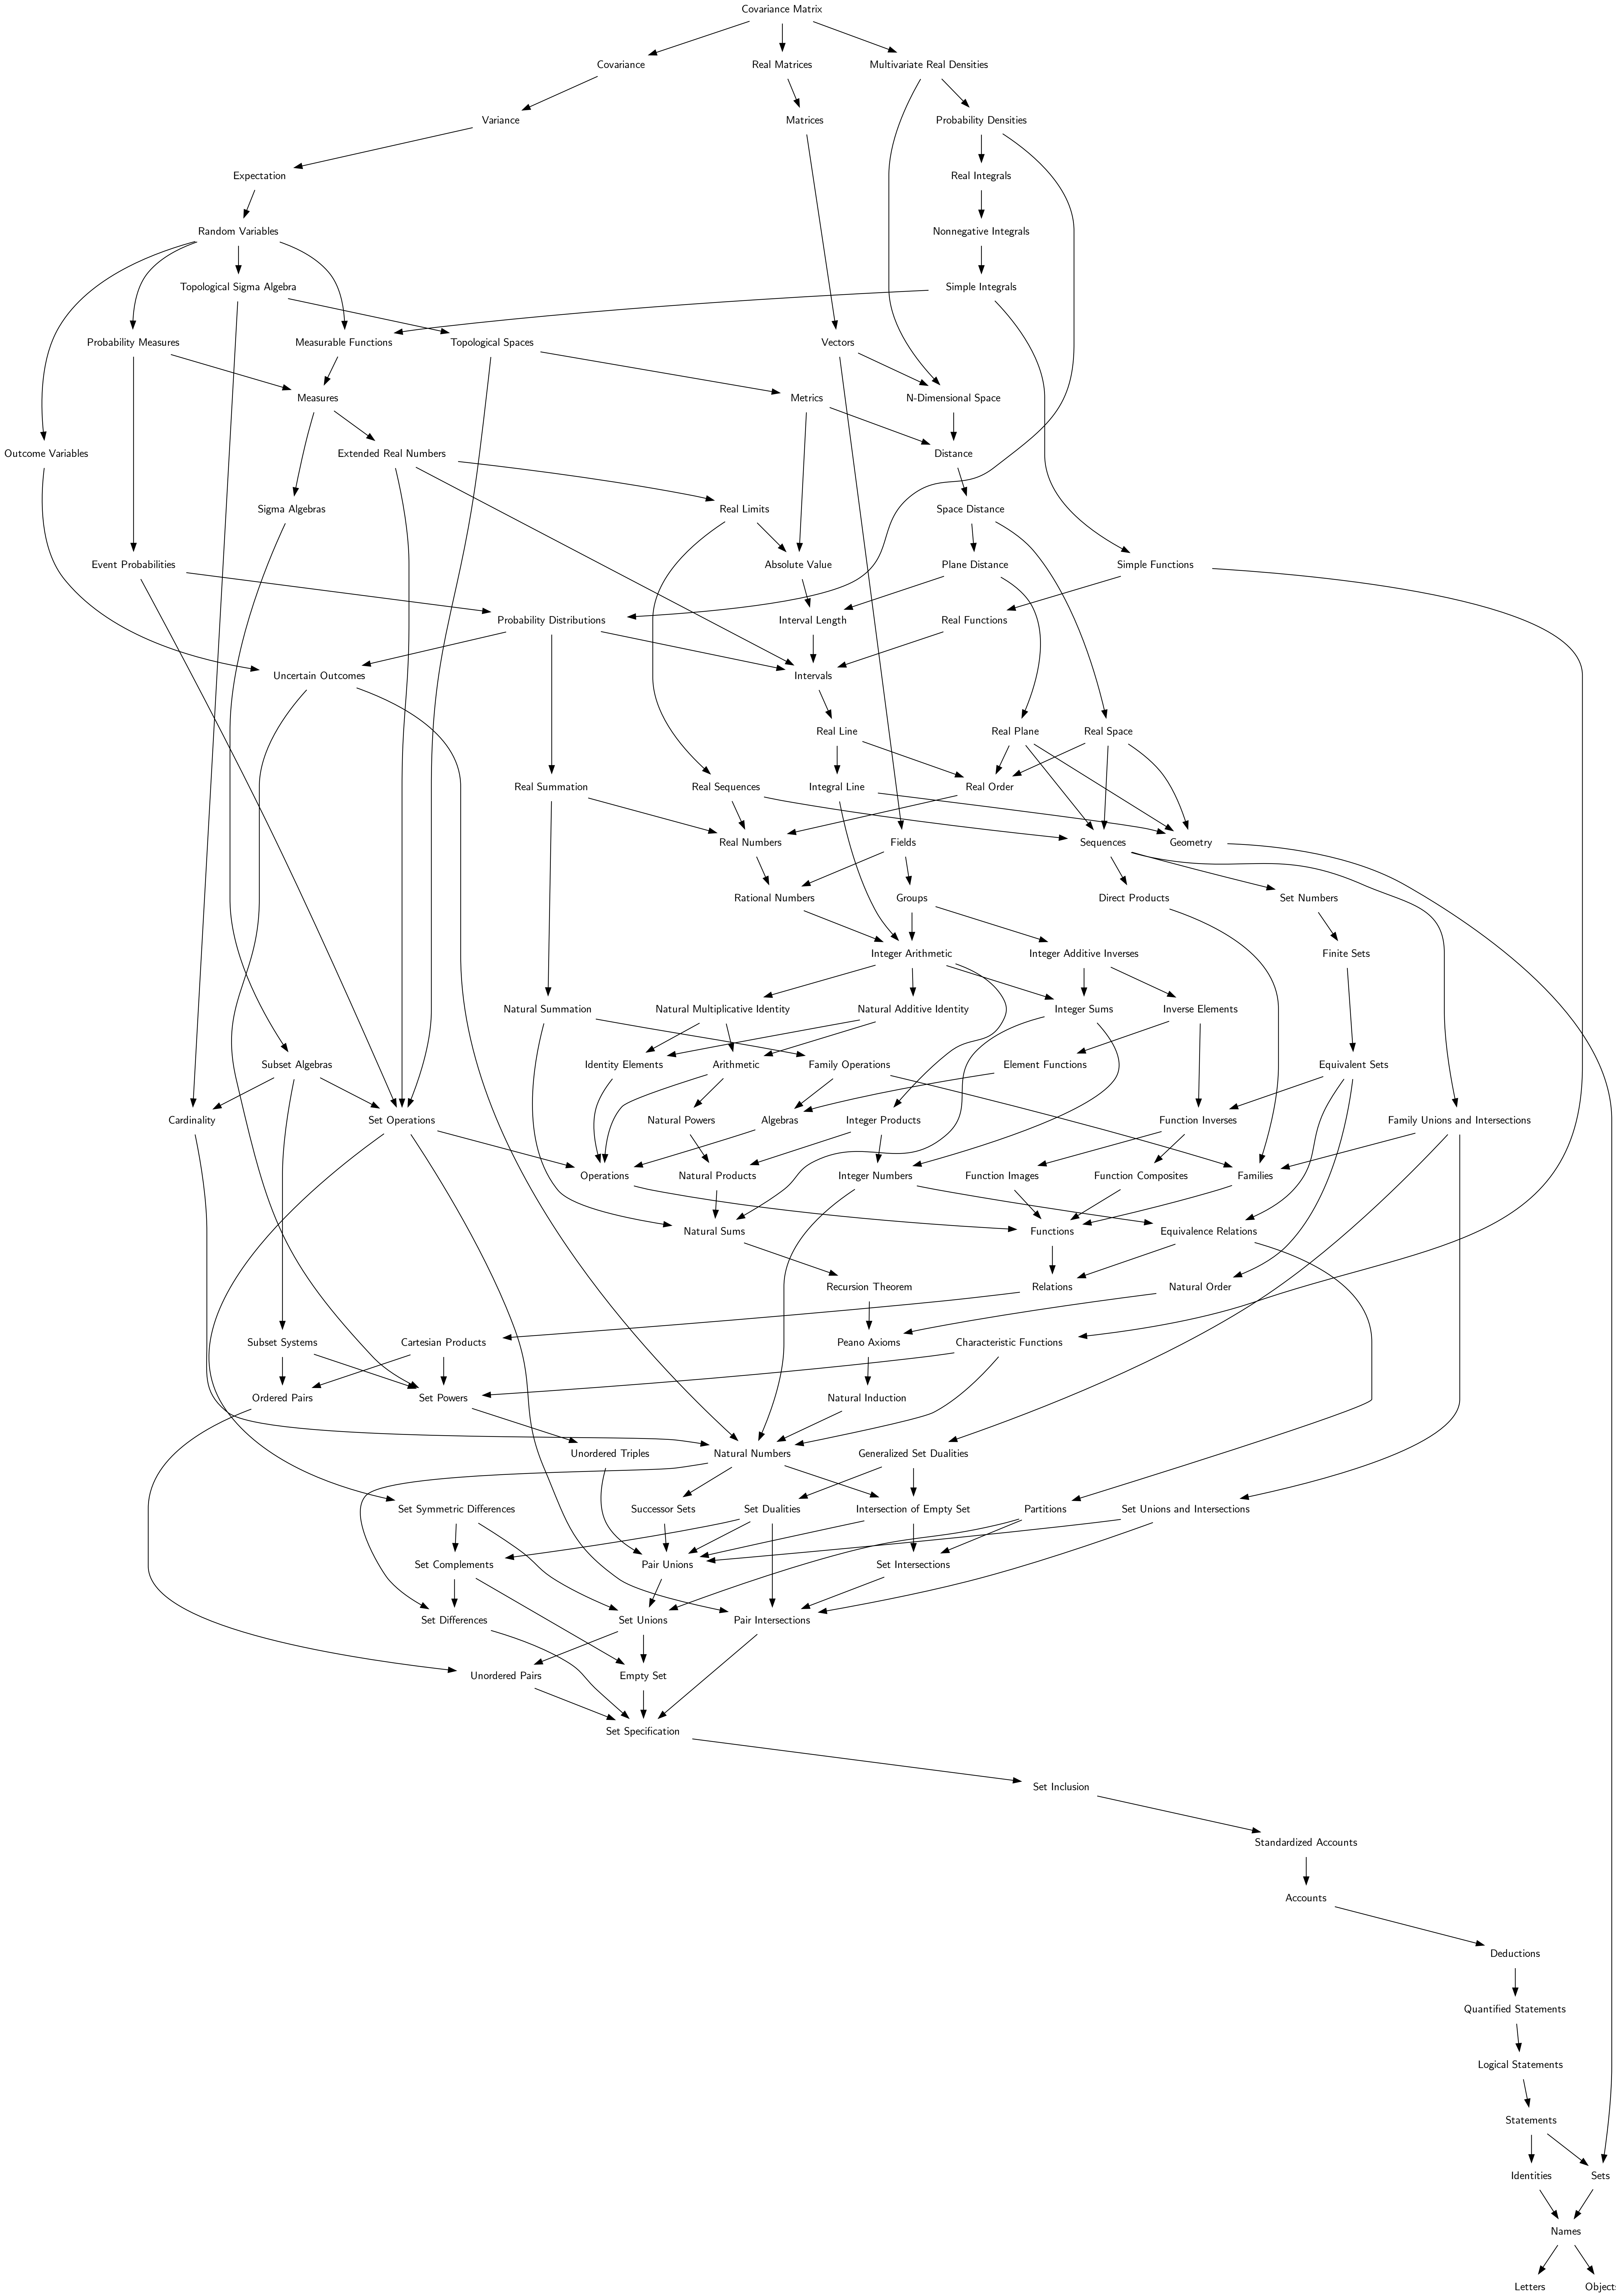 Covariance Matrix
Covariance
Real Matrices
Multivariate Real Densities
Variance
Matrices
Probability Densities
Expectation
Real Integrals
Random Variables
Nonnegative Integrals
Topological Sigma Algebra
Simple Integrals
Probability Measures
Measurable Functions
Topological Spaces
Vectors
Measures
Metrics
N-Dimensional Space
Outcome Variables
Extended Real Numbers
Distance
Sigma Algebras
Real Limits
Space Distance
Event Probabilities
Absolute Value
Plane Distance
Simple Functions
Probability Distributions
Interval Length
Real Functions
Uncertain Outcomes
Intervals
Real Line
Real Plane
Real Space
Real Summation
Real Sequences
Integral Line
Real Order
Real Numbers
Fields
Sequences
Geometry
Rational Numbers
Groups
Direct Products
Set Numbers
Integer Arithmetic
Integer Additive Inverses
Finite Sets
Natural Summation
Natural Multiplicative Identity
Natural Additive Identity
Integer Sums
Inverse Elements
Subset Algebras
Identity Elements
Arithmetic
Family Operations
Element Functions
Equivalent Sets
Cardinality
Set Operations
Natural Powers
Algebras
Integer Products
Function Inverses
Family Unions and Intersections
Operations
Natural Products
Integer Numbers
Function Images
Function Composites
Families
Natural Sums
Functions
Equivalence Relations
Recursion Theorem
Relations
Natural Order
Subset Systems
Cartesian Products
Peano Axioms
Characteristic Functions
Ordered Pairs
Set Powers
Natural Induction
Unordered Triples
Natural Numbers
Generalized Set Dualities
Set Symmetric Differences
Successor Sets
Set Dualities
Intersection of Empty Set
Partitions
Set Unions and Intersections
Set Complements
Pair Unions
Set Intersections
Set Differences
Set Unions
Pair Intersections
Unordered Pairs
Empty Set
Set Specification
Set Inclusion
Standardized Accounts
Accounts
Deductions
Quantified Statements
Logical Statements
Statements
Identities
Sets
Names
Letters
Object